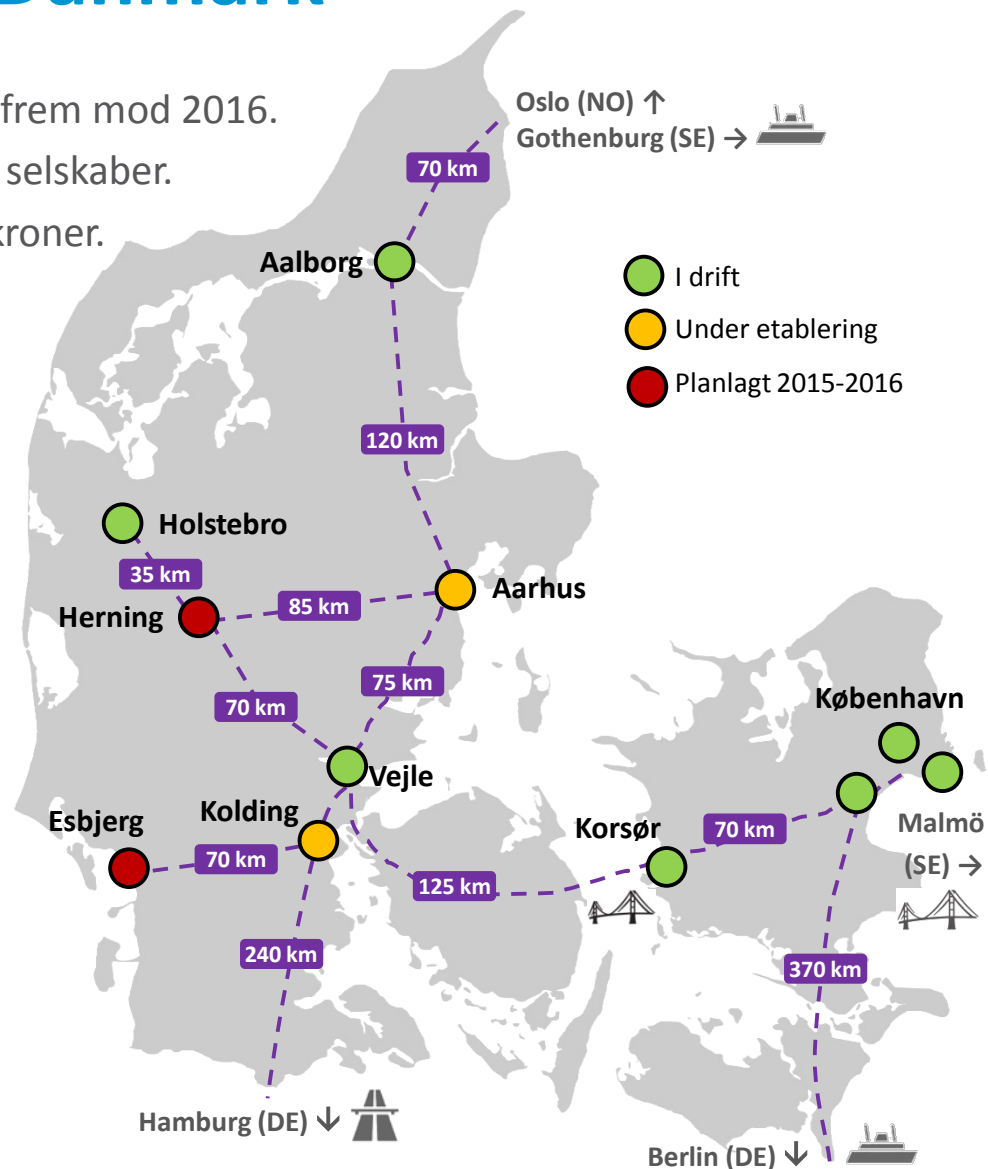 Danmark
frem mod 2016.
selskaber.
kroner.
Oslo (NO) ↑
Gothenburg (SE) →
70 km
Aalborg
I drift
Under etablering
Planlagt 2015-2016
120 km
Holstebro
35 km
Herning
85 km
Aarhus
75 km
70 km
København
Vejle
Kolding
Esbjerg
Korsør
70 km
Malmö
(SE) →
70 km
125 km
240 km
370 km
Hamburg (DE) ↓
Berlin (DE) ↓